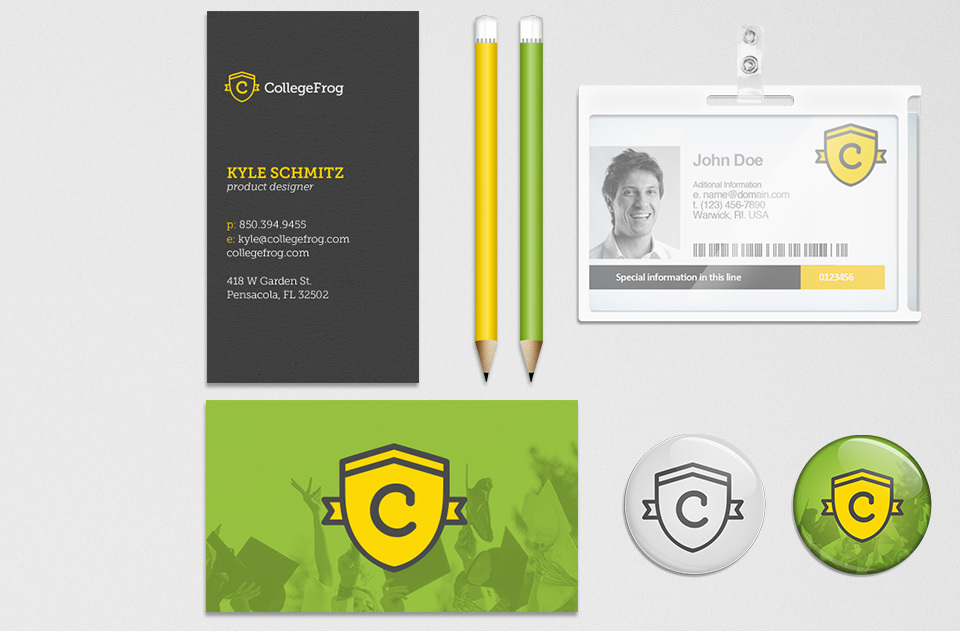 C CollegeFrog
KYLE SCHMITZ
product designer
p: 850.394.9455
e: kyle@collegefrog.com
collegefrog.com
418 W Garden St.
Pensacola, FL 32502
C
John Doe
Aditional Information
e. name@domain.com
t. (123) 456-7890
Warwick, RI. USA
Special information in this line 0123456
C
C
C